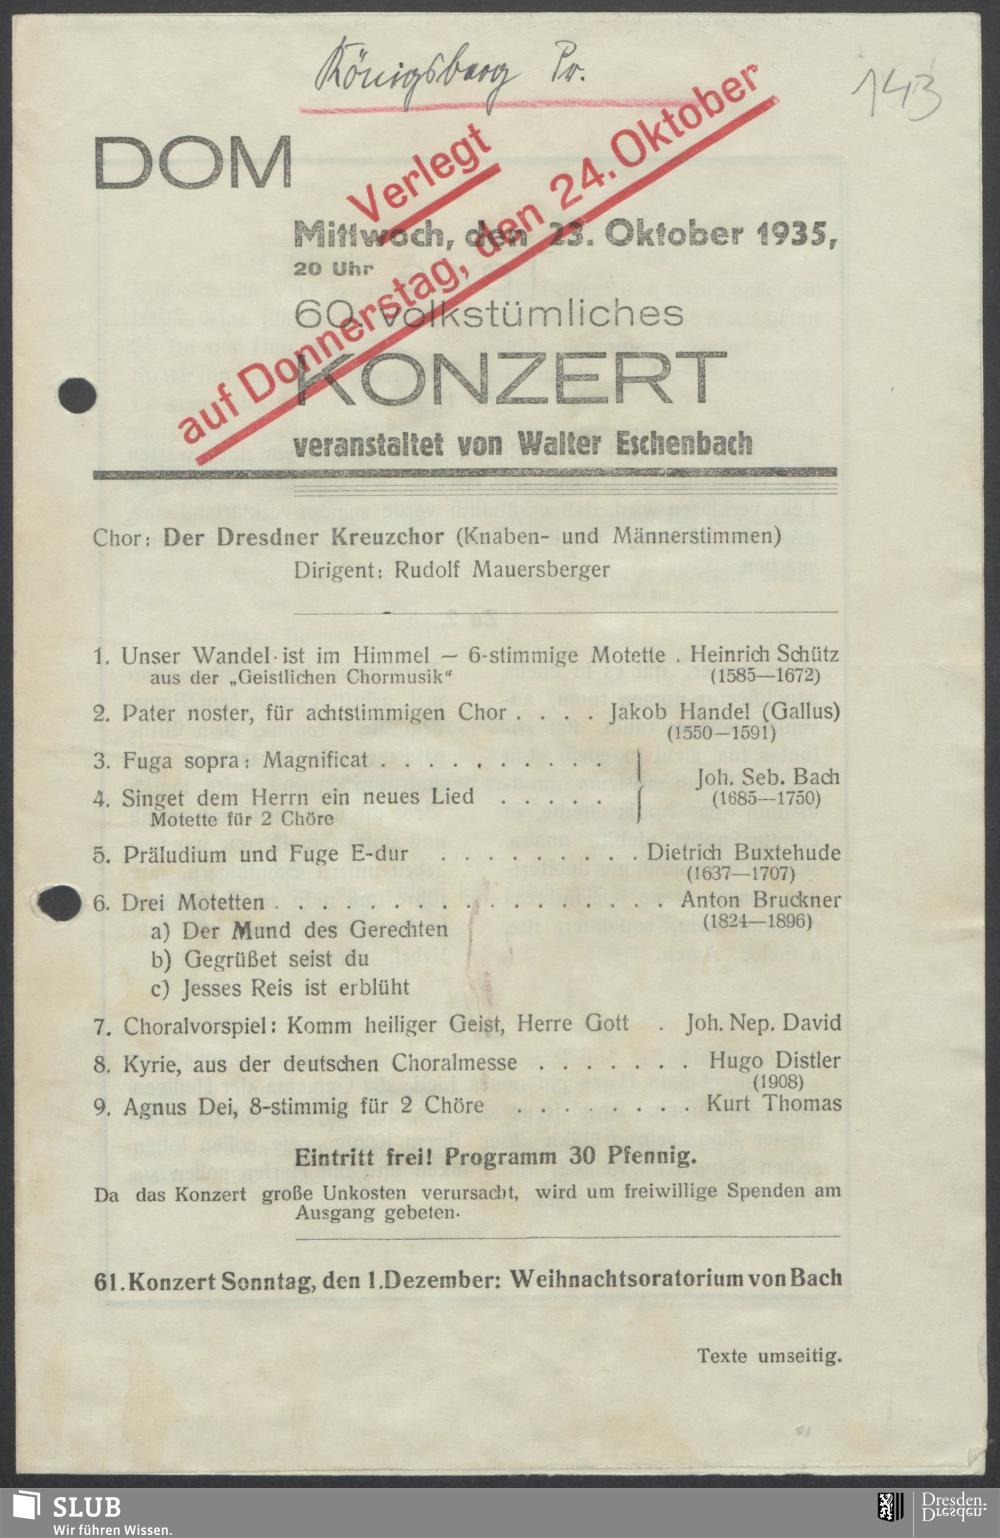 Königsberg Pr.
143
DOM
Verlegt
auf Donnerstag, den 24. Oktober
Mittwoch, den 23. Oktober 1935,
20 Uhr
60. volkstümliches
KONZERT
veranstaltet von Walter Eschenbach
Chor: Der Dresdner Kreuzchor (Knaben- und Männerstimmen)
Dirigent: Rudolf Mauersberger
1. Unser Wandel ist im Himmel — 6-stimmige Motette . Heinrich Schütz
aus der „Geistlichen Chormusik“ (1585—1672)
2. Pater noster, für achtstimmigen Chor . . . . Jakob Handel (Gallus)
(1550—1591)
3. Fuga sopra: Magnificat . . . . . . . . . .
Joh. Seb. Bach
4. Singet dem Herrn ein neues Lied . . . . . (1685—1750)
Motette für 2 Chöre
5. Präludium und Fuge E-dur . . . . . . . . . Dietrich Buxtehude
(1637—1707)
6. Drei Motetten . . . . . . . . . . . . . . . . . Anton Bruckner
(1824—1896)
a) Der Mund des Gerechten
b) Gegrüßet seist du
c) Jesses Reis ist erblüht
7. Choralvorspiel: Komm heiliger Geist, Herre Gott . Joh. Nep. David
8. Kyrie, aus der deutschen Choralmesse . . . . . . . Hugo Distler
(1908)
9. Agnus Dei, 8-stimmig für 2 Chöre . . . . . . . . Kurt Thomas
Eintritt frei! Programm 30 Pfennig.
Da das Konzert große Unkosten verursacht, wird um freiwillige Spenden am
Ausgang gebeten.
61. Konzert Sonntag, den 1. Dezember: Weihnachtsoratorium von Bach
Texte umseitig.
SLUB
Wir führen Wissen.
Dresden.
Dresden.